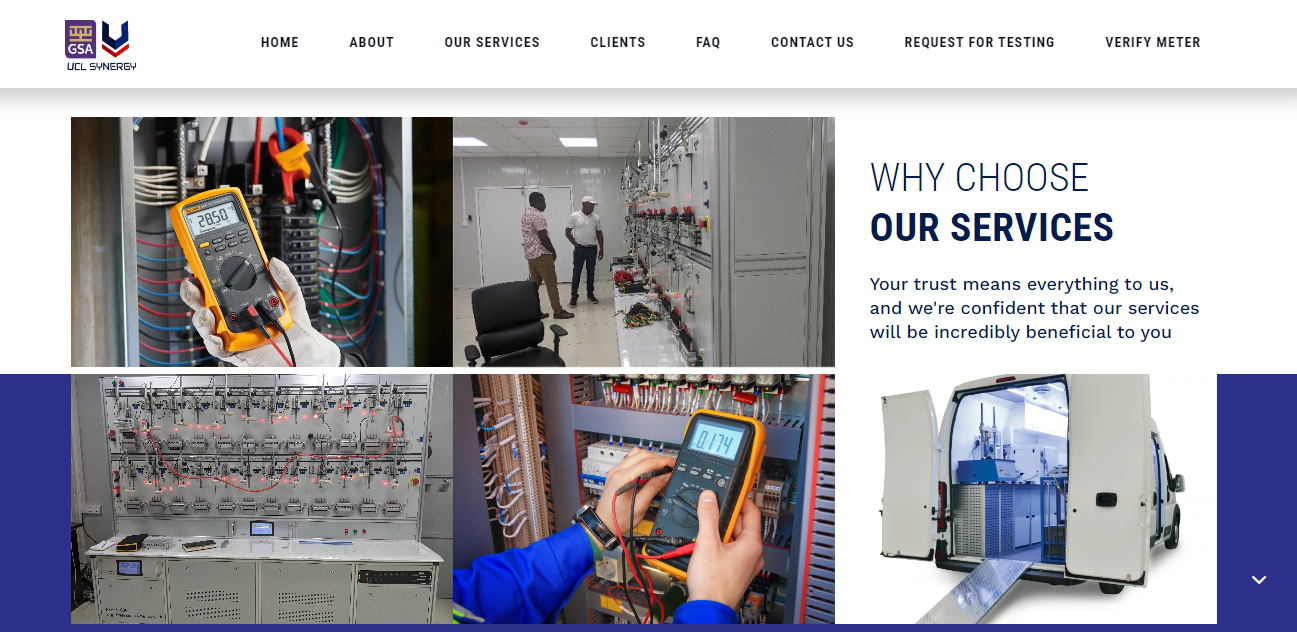 GSA
UCL SYNERGY
HOME ABOUT OUR SERVICES CLIENTS FAQ CONTACT US REQUEST FOR TESTING VERIFY METER
28.50
WHY CHOOSE
OUR SERVICES
Your trust means everything to us,
and we're confident that our services
will be incredibly beneficial to you
0.174